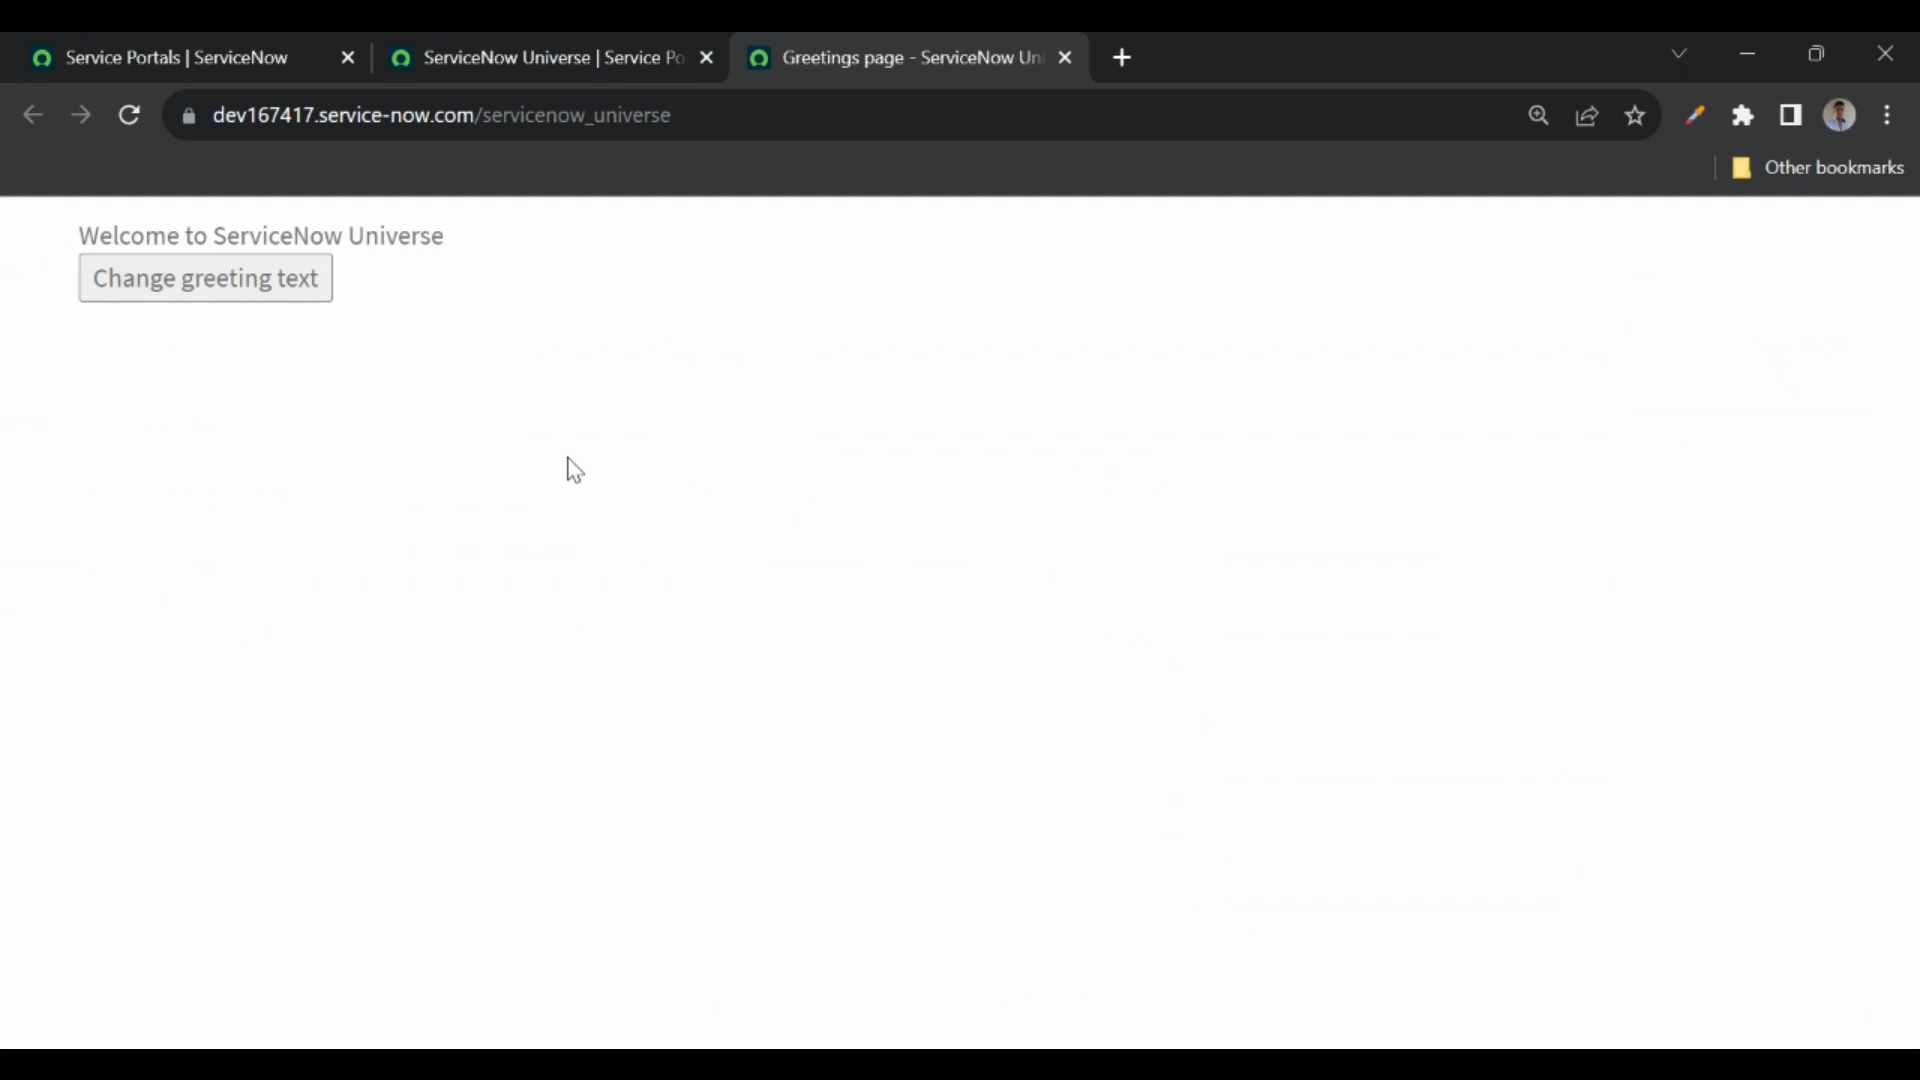 Service Portals | ServiceNow
ServiceNow Universe | Service Po
Greetings page - ServiceNow Uni
dev167417.service-now.com/servicenow_universe
Other bookmarks
Welcome to ServiceNow Universe
Change greeting text